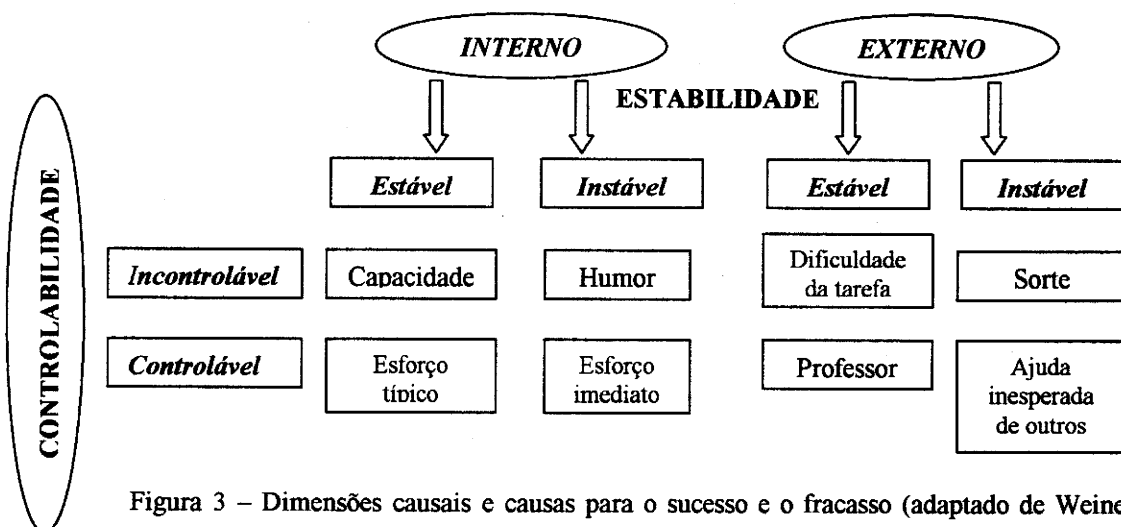 INTERNO
EXTERNO
ESTABILIDADE
Estável
Instável
Estável
Instável
CONTROLABILIDADE
Incontrolável
Capacidade
Humor
Dificuldade
da tarefa
Sorte
Controlável
Esforço
típico
Esforço
imediato
Professor
Ajuda
inesperada
de outros
Figura 3 – Dimensões causais e causas para o sucesso e o fracasso (adaptado de Weine